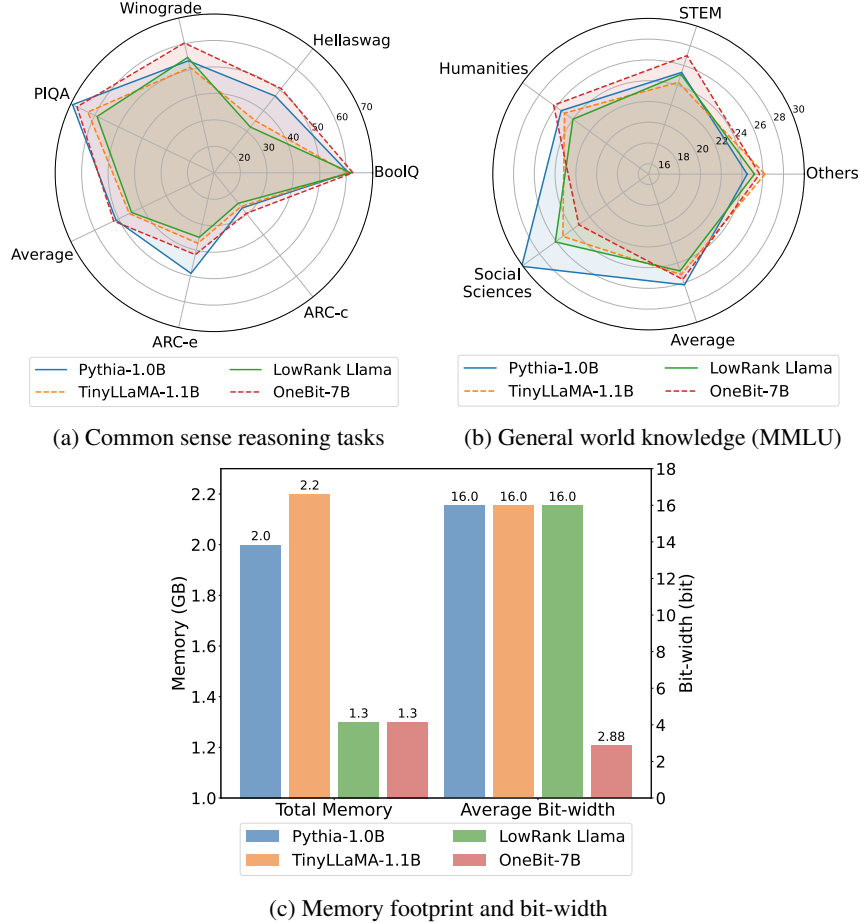 Winograde
Hellaswag
PIQA
BoolQ
Average
ARC-e
ARC-c
20
30
40
50
60
70
Pythia-1.0B
TinyLLaMA-1.1B
LowRank Llama
OneBit-7B
(a) Common sense reasoning tasks
STEM
Humanities
Others
Social
Sciences
Average
16
18
20
22
24
26
28
30
Pythia-1.0B
TinyLLaMA-1.1B
LowRank Llama
OneBit-7B
(b) General world knowledge (MMLU)
Memory (GB)
2.2
2.0
1.8
1.6
1.4
1.2
1.0
2.0
2.2
1.3
1.3
16.0
16.0
16.0
2.88
18
16
14
12
10
8
6
4
2
0
Bit-width (bit)
Total Memory
Average Bit-width
Pythia-1.0B
TinyLLaMA-1.1B
LowRank Llama
OneBit-7B
(c) Memory footprint and bit-width